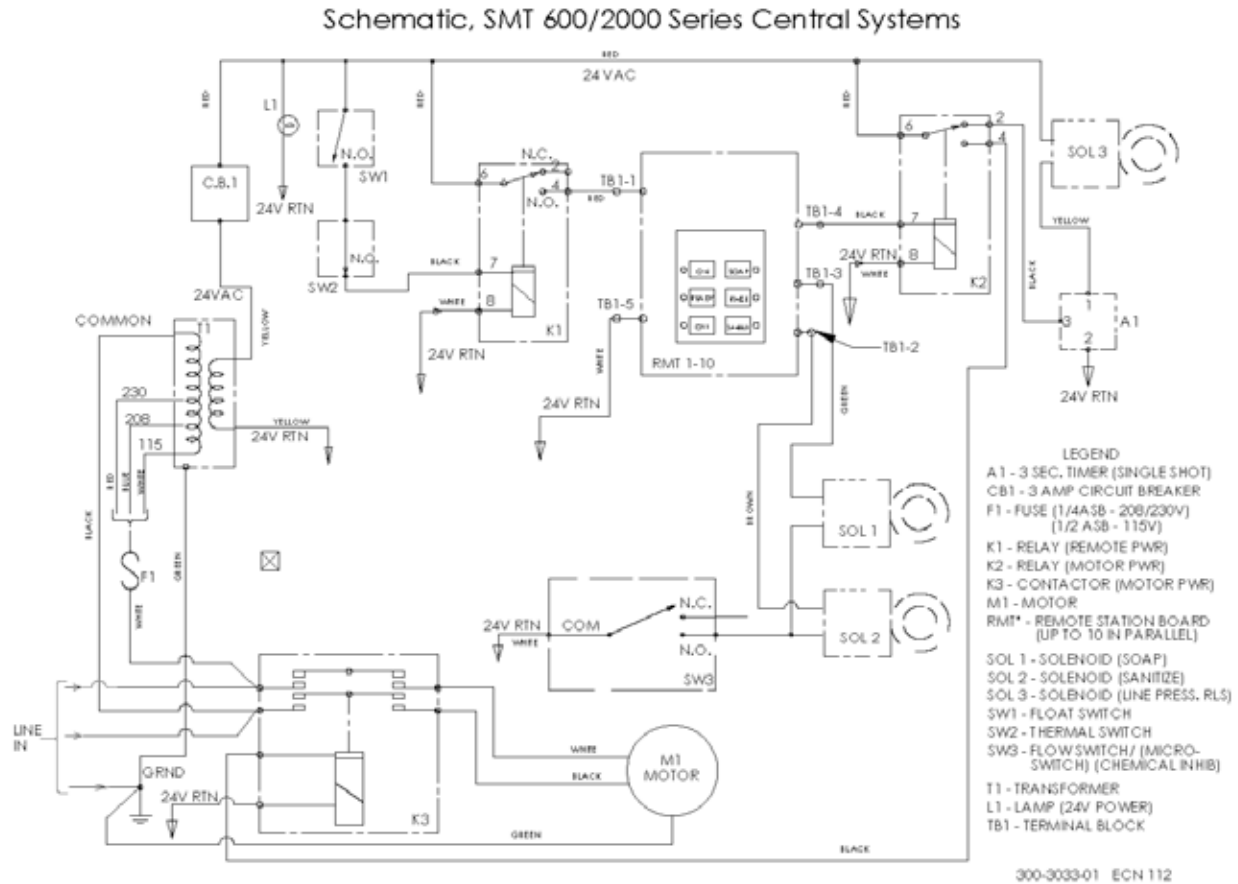 Schematic, SMT 600/2000 Series Central Systems
RED
24 VAC
RED
L1
RED
RED
N.O.
SW1
C.B.1
24V RTN
N.C.
SW2
24VAC
6
N.C.
2
4
N.O.
RED
TB1-1
BLACK
7
WHITE
8
K1
24V RTN
TB1-5
WHITE
24V RTN
RMT 1-10
TB1-4
BLACK
TB1-3
TB1-2
GREEN
6
2
4
7
24V RTN
WHITE
8
K2
BLACK
SOL 3
YELLOW
1
3
2
A1
24V RTN
COMMON
T1
YELLOW
230
208
115
YELLOW
24V RTN
RED
BLUE
WHITE
BLACK
GREEN
F1
WHITE
BROWN
SOL 1
SOL 2
24V RTN
WHITE
COM
N.C.
N.O.
SW3
LINE
IN
GRND
24V RTN
K3
WHITE
BLACK
M1
MOTOR
GREEN
BLACK
LEGEND
A1 - 3 SEC. TIMER (SINGLE SHOT)
CB1 - 3 AMP CIRCUIT BREAKER
F1 - FUSE (1/4ASB - 208/230V)
(1/2 ASB - 115V)
K1 - RELAY (REMOTE PWR)
K2 - RELAY (MOTOR PWR)
K3 - CONTACTOR (MOTOR PWR)
M1 - MOTOR
RMT* - REMOTE STATION BOARD
(UP TO 10 IN PARALLEL)
SOL 1 - SOLENOID (SOAP)
SOL 2 - SOLENOID (SANITIZE)
SOL 3 - SOLENOID (LINE PRESS. RLS)
SW1 - FLOAT SWITCH
SW2 - THERMAL SWITCH
SW3 - FLOW SWITCH/ (MICRO-
SWITCH) (CHEMICAL INHIB)
T1 - TRANSFORMER
L1 - LAMP (24V POWER)
TB1 - TERMINAL BLOCK
300-3033-01 ECN 112